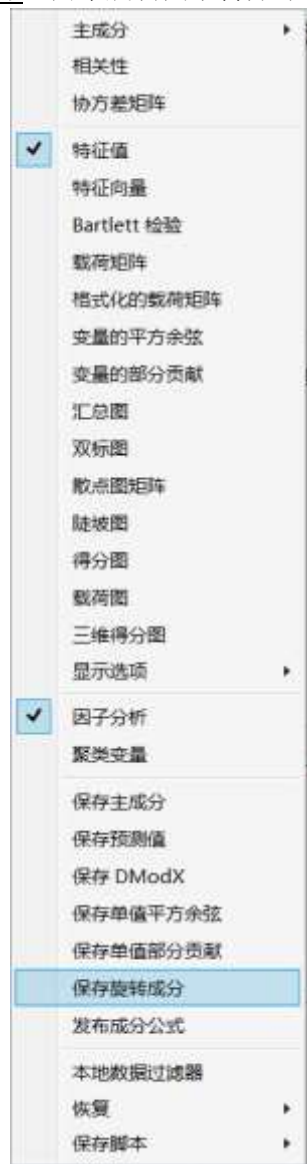 主成分
相关性
协方差矩阵
特征值
特征向量
Bartlett 检验
载荷矩阵
格式化的载荷矩阵
变量的平方余弦
变量的部分贡献
汇总图
双标图
散点图矩阵
陡坡图
得分图
载荷图
三维得分图
显示选项
因子分析
聚类变量
保存主成分
保存预测值
保存 DModX
保存单值平方余弦
保存单值部分贡献
保存旋转成分
发布成分公式
本地数据过滤器
恢复
保存脚本